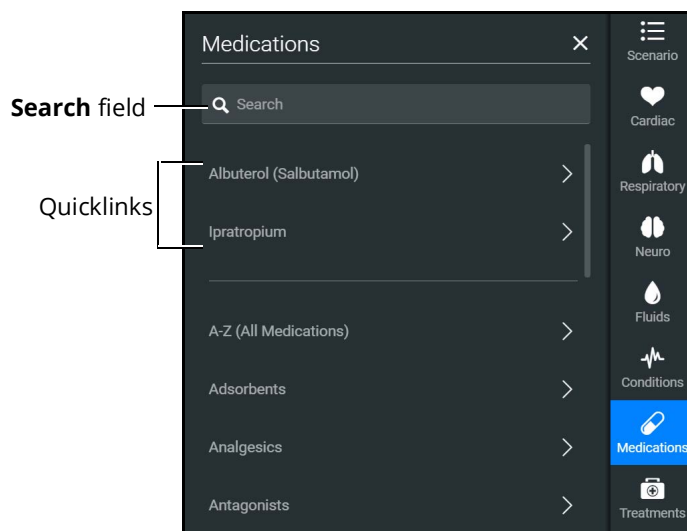 Medications
Search field
Search
Quicklinks
Albuterol (Salbutamol)
Ipratropium
A-Z (All Medications)
Adsorbents
Analgesics
Antagonists
Scenario
Cardiac
Respiratory
Neuro
Fluids
Conditions
Medications
Treatments